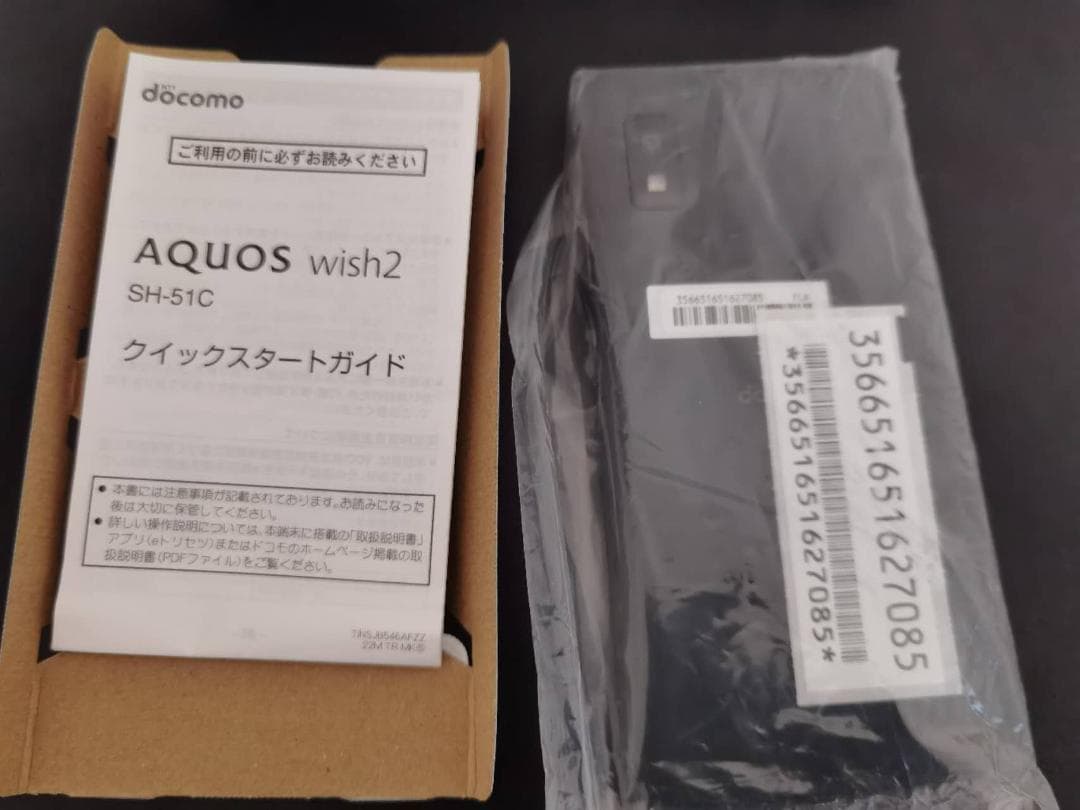 docomo
ご利用の前に必ずお読みください
AQUOS wish2
SH-51C
クイックスタートガイド
● 本書には注意事項が記載されております。お読みになった
後は大切に保管してください。
● 詳しい操作説明については、本端末に搭載の「取扱説明書」
アプリ(eトリセツ)またはドコモのホームページ掲載の取
扱説明書(PDFファイル)をご覧ください。
356651651627085
356651651627085
*356651651627085*